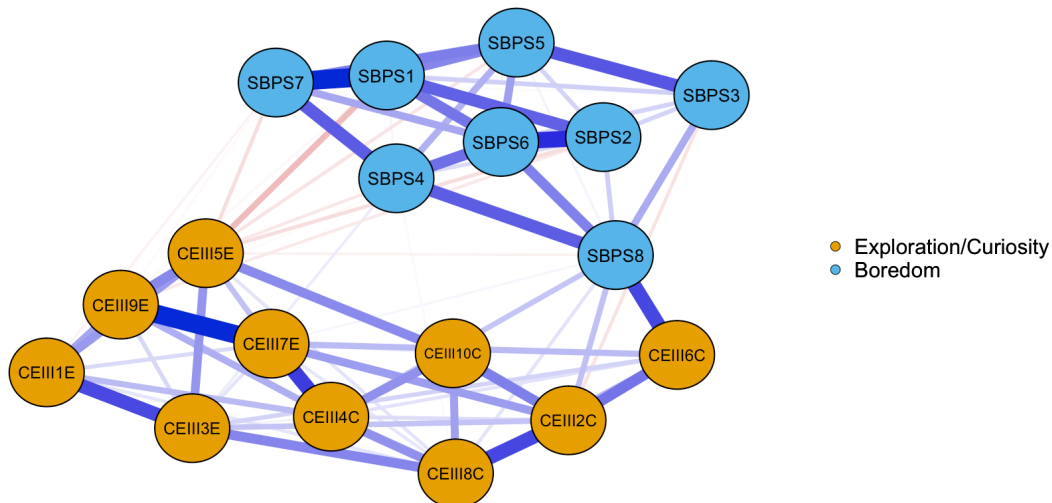 SBPS5
SBPS7
SBPS1
SBPS3
SBPS6
SBPS2
SBPS4
CEIII5E
SBPS8
Exploration/Curiosity
Boredom
CEIII9E
CEIII7E
CEIII10C
CEIII6C
CEIII1E
CEIII4C
CEIII2C
CEIII3E
CEIII8C